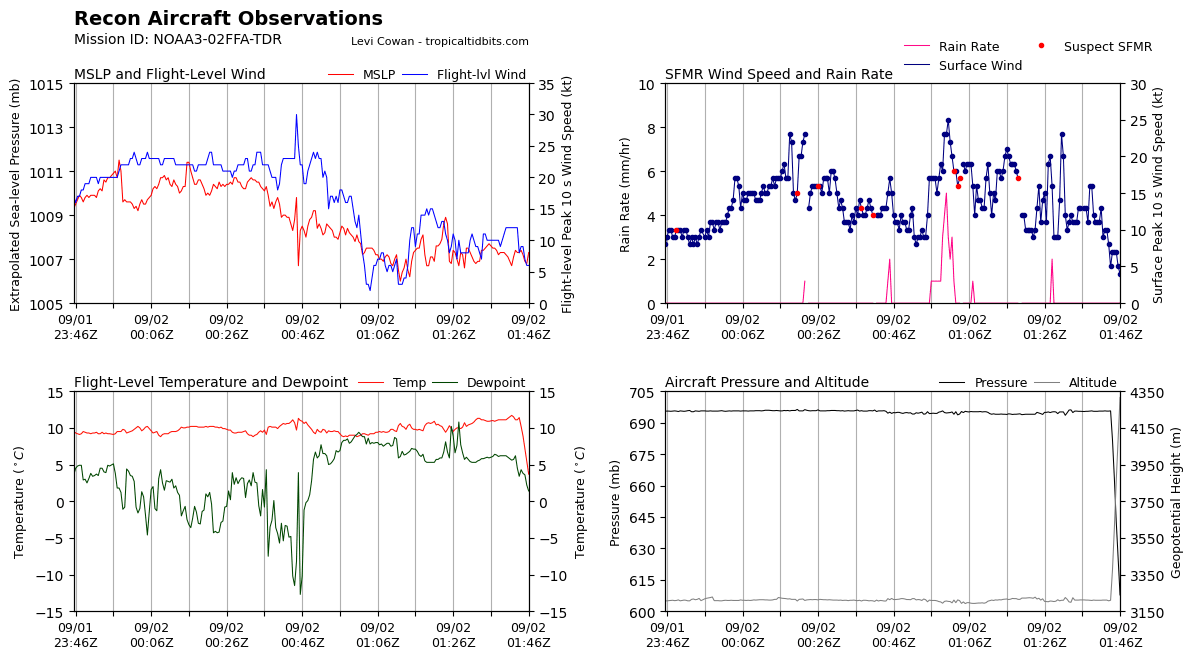 Recon Aircraft Observations
Mission ID: NOAA3-02FFA-TDR
Levi Cowan - tropicaltidbits.com
MSLP and Flight-Level Wind
MSLP
Flight-lvl Wind
Extrapolated Sea-level Pressure (mb)
1015
1013
1011
1009
1007
1005
35
30
25
20
15
10
5
0
Flight-level Peak 10 s Wind Speed (kt)
09/01 09/02 09/02 09/02 09/02 09/02 09/02
23:46Z 00:06Z 00:26Z 00:46Z 01:06Z 01:26Z 01:46Z
Rain Rate
Suspect SFMR
Surface Wind
SFMR Wind Speed and Rain Rate
Rain Rate (mm/hr)
10
8
6
4
2
0
30
25
20
15
10
5
0
Surface Peak 10 s Wind Speed (kt)
09/01 09/02 09/02 09/02 09/02 09/02 09/02
23:46Z 00:06Z 00:26Z 00:46Z 01:06Z 01:26Z 01:46Z
Flight-Level Temperature and Dewpoint
Temp
Dewpoint
Temperature (°C)
15
10
5
0
−5
−10
−15
15
10
5
0
−5
−10
−15
Temperature (°C)
09/01 09/02 09/02 09/02 09/02 09/02 09/02
23:46Z 00:06Z 00:26Z 00:46Z 01:06Z 01:26Z 01:46Z
Aircraft Pressure and Altitude
Pressure
Altitude
Pressure (mb)
705
690
675
660
645
630
615
600
4350
4150
3950
3750
3550
3350
3150
Geopotential Height (m)
09/01 09/02 09/02 09/02 09/02 09/02 09/02
23:46Z 00:06Z 00:26Z 00:46Z 01:06Z 01:26Z 01:46Z